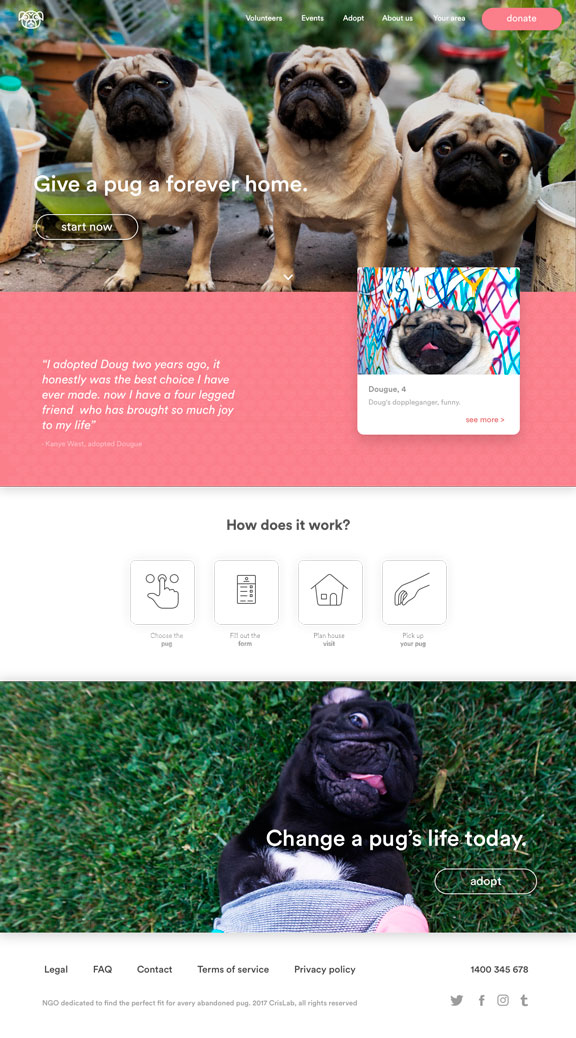 Volunteers Events Adopt About us Your area donate
Give a pug a forever home.
start now
“I adopted Doug two years ago, it
honestly was the best choice I have
ever made. now I have a four legged
friend who has brought so much joy
to my life”
- Kanye West, adopted Dougue
Dougue, 4
Doug's doppleganger, funny.
see more >
How does it work?
Choose the
pug
Fill out the
form
Plan house
visit
Pick up
your pug
Change a pug’s life today.
adopt
Legal FAQ Contact Terms of service Privacy policy 1400 345 678
NGO dedicated to find the perfect fit for avery abandoned pug. 2017 CrisLab, all rights reserved